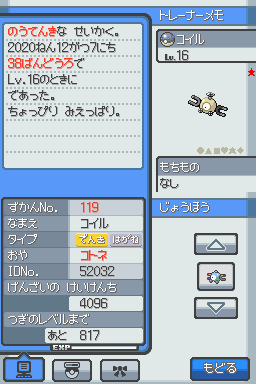 トレーナーメモ
のうてんきな せいかく。
2020ねん12がつ7にち
38ばんどうろで
Lv.16のときに
であった。
ちょっぴり みえっぱり。
コイル
Lv.16
もちもの
なし
じょうほう
ずかんNo. 119
なまえ コイル
タイプ でんき はがね
おや コトネ
IDNo. 52032
げんざいの けいけんち
4096
つぎのレベルまで
あと 817
EXP
もどる